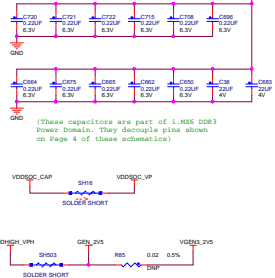 C720 C721 C722 C715 C708 C696
0.22UF 0.22UF 0.22UF 0.22UF 0.22UF 0.22UF
6.3V 6.3V 6.3V 6.3V 6.3V 6.3V
GND
C664 C675 C665 C662 C650 C38 C683
0.22UF 0.22UF 0.22UF 0.22UF 0.22UF 22UF 22UF
6.3V 6.3V 6.3V 6.3V 6.3V 4V 4V
GND
(These capacitors are part of i.MX6 DDR3
Power Domain. They decouple pins shown
on Page 4 of these schematics)
VDDSOC_CAP VDDSOC_VP
SH16
SOLDER SHORT
DHIGH_VPH GEN_2V5 VGEN3_2V5
SH503 R85 0.02 0.5%
SOLDER SHORT DNP